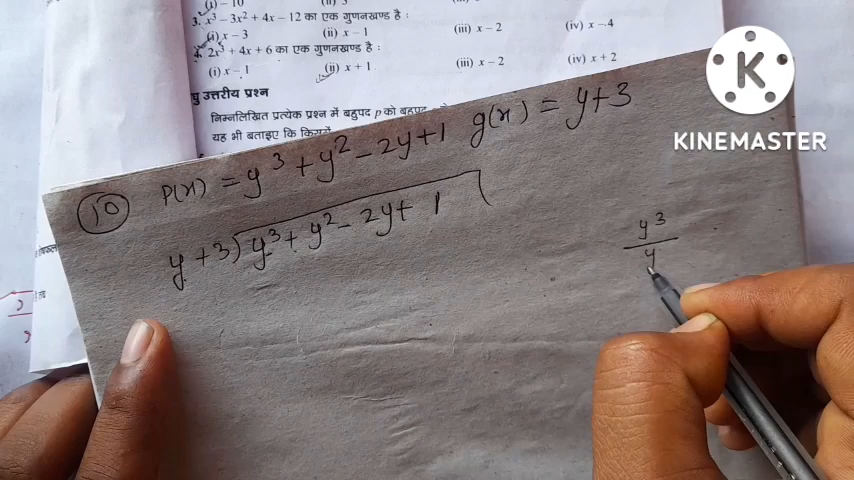 3. x³ − 3x² + 4x − 12 का एक गुणनखण्ड है :
(i) x − 3 (ii) x − 1 (iii) x − 2 (iv) x − 4
4. 2x³ + 4x + 6 का एक गुणनखण्ड है :
(i) x − 1 (ii) x + 1 (iii) x − 2 (iv) x + 2
उत्तरीय प्रश्न
निम्नलिखित प्रत्येक प्रश्न में बहुपद p को बहुपद
यह भी बताइए कि
K
KINEMASTER
10 P(x) = y³ + y² − 2y + 1 g(x) = y + 3
y + 3) y³ + y² − 2y + 1
y³
y